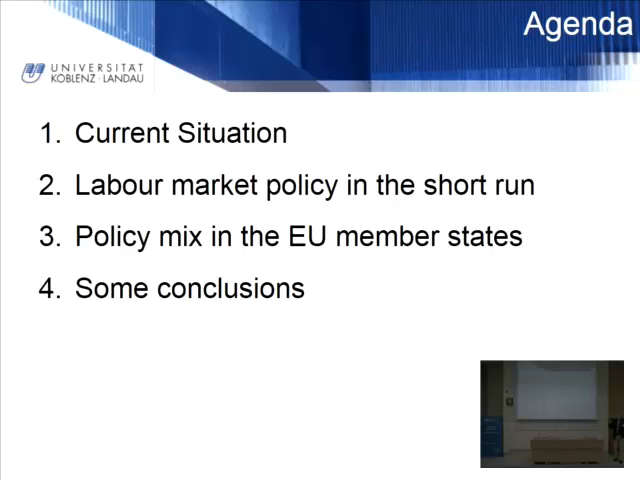 Agenda
UNIVERSITÄT
KOBLENZ · LANDAU
1. Current Situation
2. Labour market policy in the short run
3. Policy mix in the EU member states
4. Some conclusions